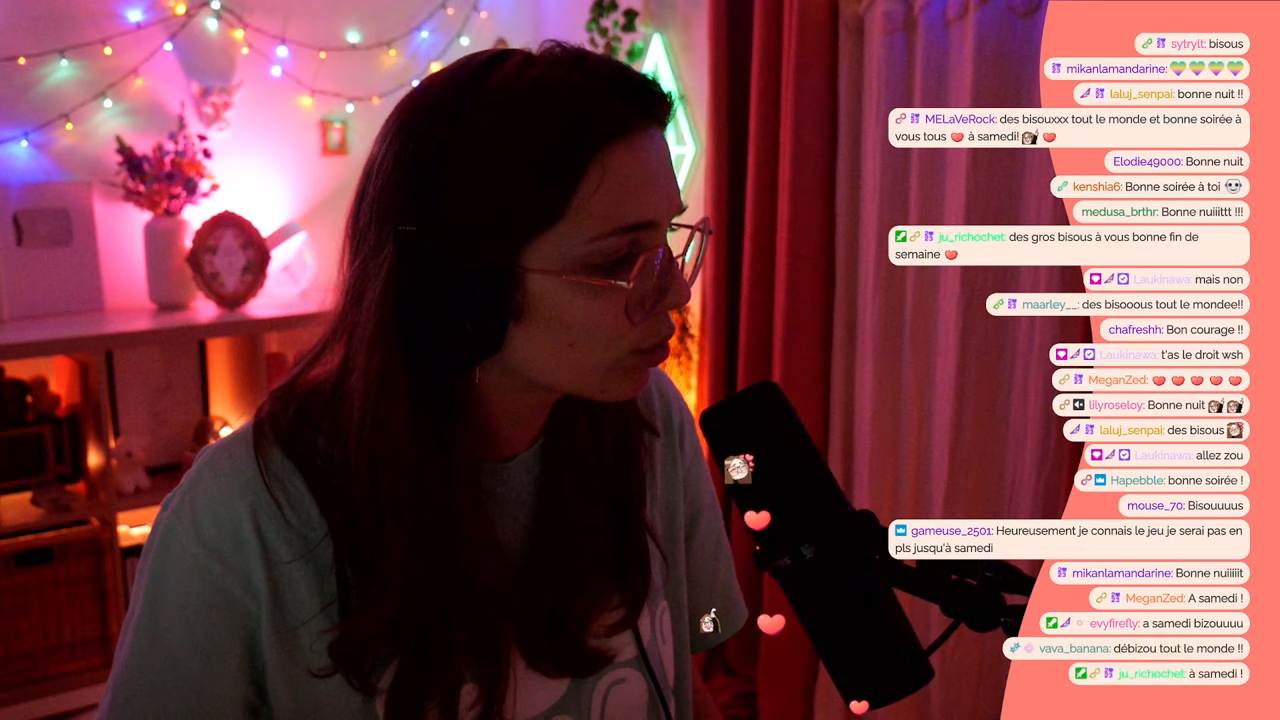 sytrylt: bisous
mikanlamandarine:
laluj_senpai: bonne nuit !!
MELaVeRock: des bisouxxx tout le monde et bonne soirée à
vous tous à samedi!
Elodie49000: Bonne nuit
kenshia6: Bonne soirée à toi
medusa_brthr: Bonne nuiiittt !!!
ju_richochet: des gros bisous à vous bonne fin de
semaine
Laukinawa: mais non
maarley__: des bisooous tout le mondee!!
chafreshh: Bon courage !!
Laukinawa: t'as le droit wsh
MeganZed:
lilyroseloy: Bonne nuit
laluj_senpai: des bisous
Laukinawa: allez zou
Hapebble: bonne soirée !
mouse_70: Bisouuuus
gameuse_2501: Heureusement je connais le jeu je serai pas en
pls jusqu'à samedi
mikanlamandarine: Bonne nuiiiiit
MeganZed: A samedi !
evyfirefly: a samedi bizouuuu
vava_banana: débizou tout le monde !!
ju_richochet: à samedi !